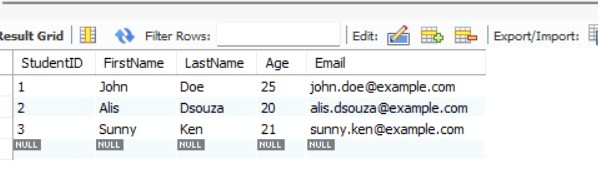 Result Grid Filter Rows: Edit: Export/Import:
StudentID FirstName LastName Age Email
1 John Doe 25 john.doe@example.com
2 Alis Dsouza 20 alis.dsouza@example.com
3 Sunny Ken 21 sunny.ken@example.com
NULL NULL NULL NULL NULL